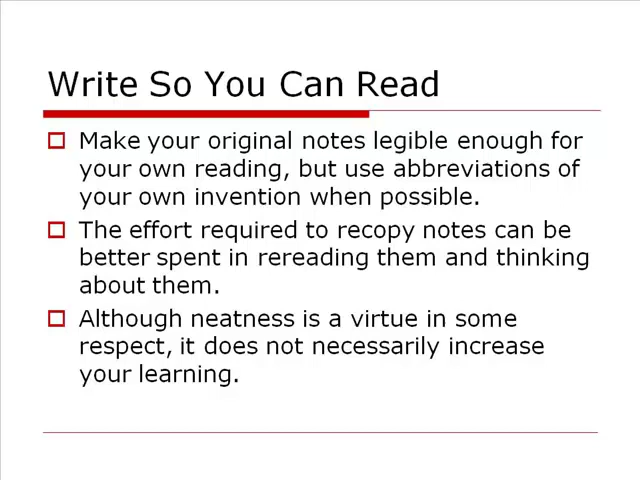 Write So You Can Read
Make your original notes legible enough for
your own reading, but use abbreviations of
your own invention when possible.
The effort required to recopy notes can be
better spent in rereading them and thinking
about them.
Although neatness is a virtue in some
respect, it does not necessarily increase
your learning.